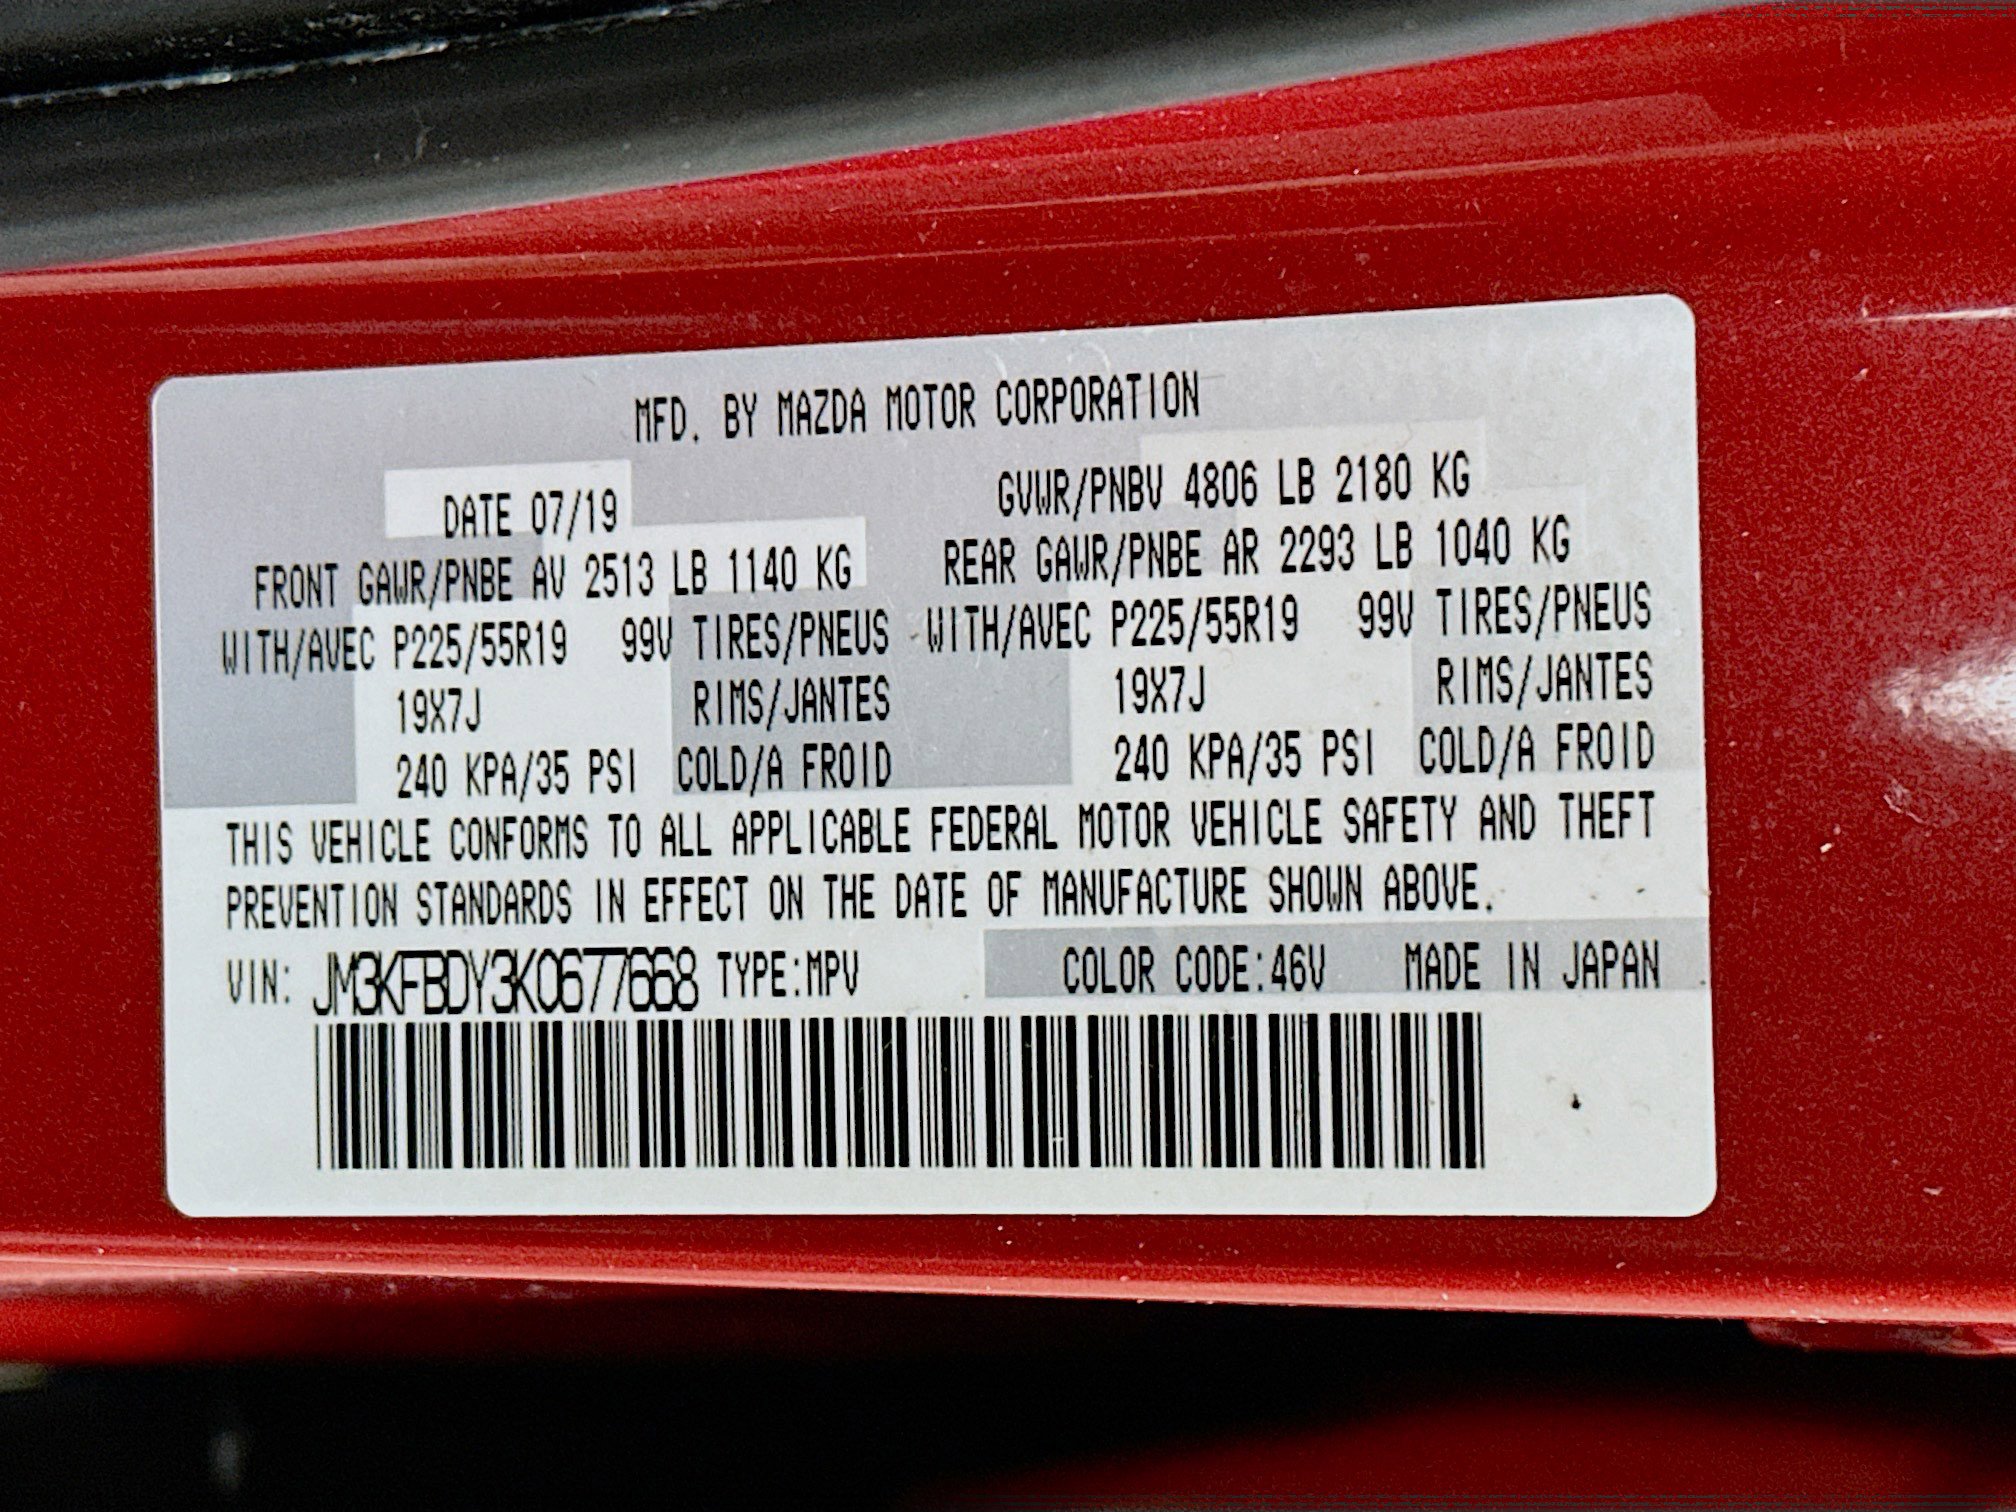 MFD. BY MAZDA MOTOR CORPORATION
DATE 07/19 GVWR/PNBV 4806 LB 2180 KG
FRONT GAWR/PNBE AV 2513 LB 1140 KG REAR GAWR/PNBE AR 2293 LB 1040 KG
WITH/AVEC P225/55R19 99V TIRES/PNEUS WITH/AVEC P225/55R19 99V TIRES/PNEUS
19X7J RIMS/JANTES 19X7J RIMS/JANTES
240 KPA/35 PSI COLD/A FROID 240 KPA/35 PSI COLD/A FROID
THIS VEHICLE CONFORMS TO ALL APPLICABLE FEDERAL MOTOR VEHICLE SAFETY AND THEFT
PREVENTION STANDARDS IN EFFECT ON THE DATE OF MANUFACTURE SHOWN ABOVE.
VIN: JM3KFBDY3K0677668 TYPE:MPV COLOR CODE:46V MADE IN JAPAN